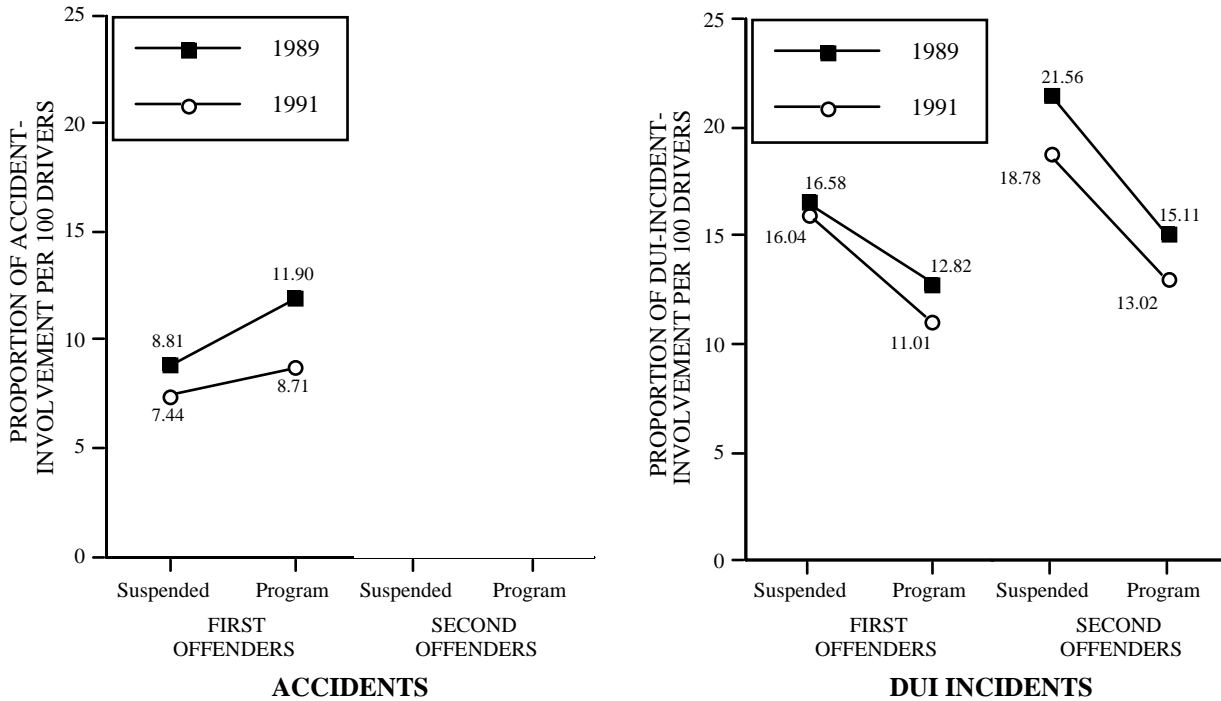 PROPORTION OF ACCIDENT-
INVOLVEMENT PER 100 DRIVERS
25
20
15
10
5
0
1989
1991
8.81
11.90
7.44
8.71
Suspended Program Suspended Program
FIRST
OFFENDERS
SECOND
OFFENDERS
ACCIDENTS
PROPORTION OF DUI-INCIDENT-
INVOLVEMENT PER 100 DRIVERS
25
20
15
10
5
0
1989
1991
16.58
16.04
12.82
11.01
21.56
18.78
15.11
13.02
Suspended Program Suspended Program
FIRST
OFFENDERS
SECOND
OFFENDERS
DUI INCIDENTS